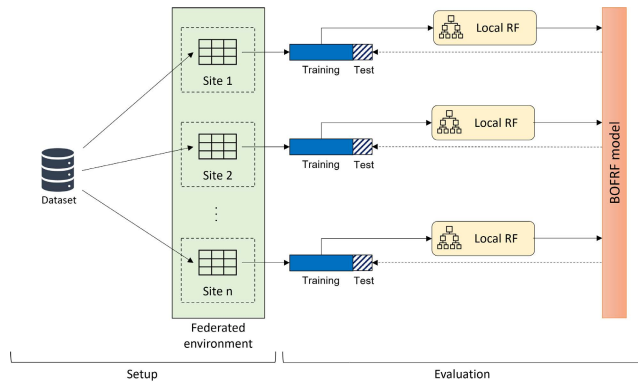 Local RF
Training Test
Site 1
Local RF
Training Test
Site 2
Dataset
BOFRF model
⋮
Local RF
Training Test
Site n
Federated
environment
Setup
Evaluation